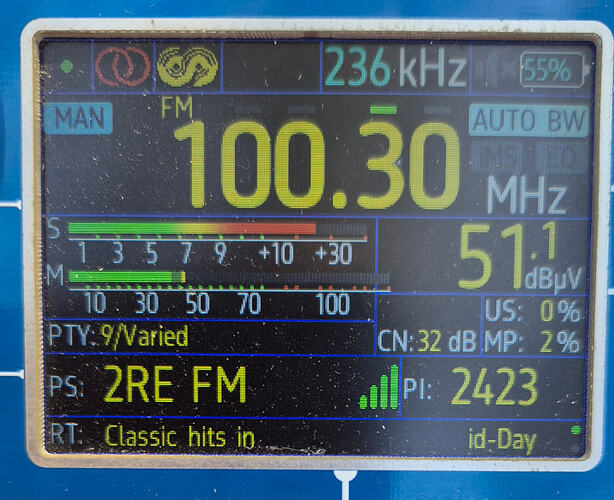 236 kHz 55%
MAN FM AUTO BW
iMS EQ
100.30 MHz
S
1 3 5 7 9 +10 +30
51.1 dBµV
M
10 30 50 70 100
US: 0%
PTY: 9/Varied CN: 32 dB MP: 2%
PS: 2RE FM PI: 2423
RT: Classic hits in id-Day